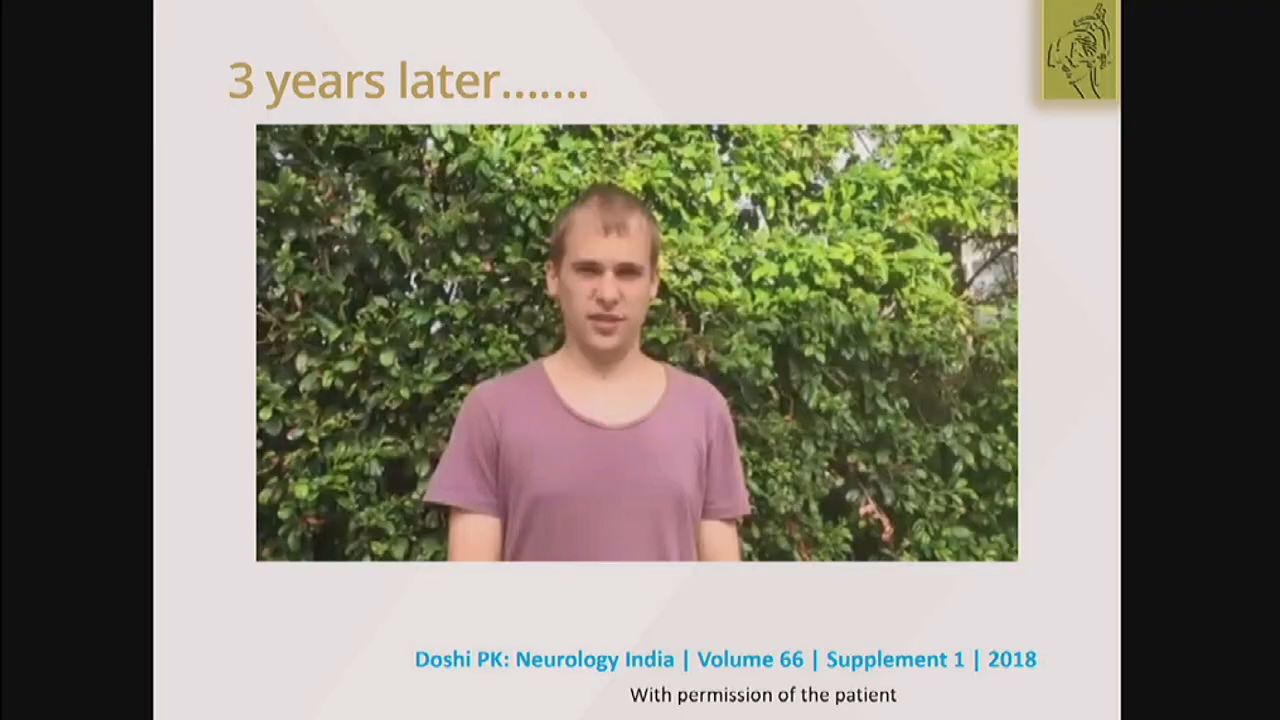 3 years later.......
Doshi PK: Neurology India | Volume 66 | Supplement 1 | 2018
With permission of the patient